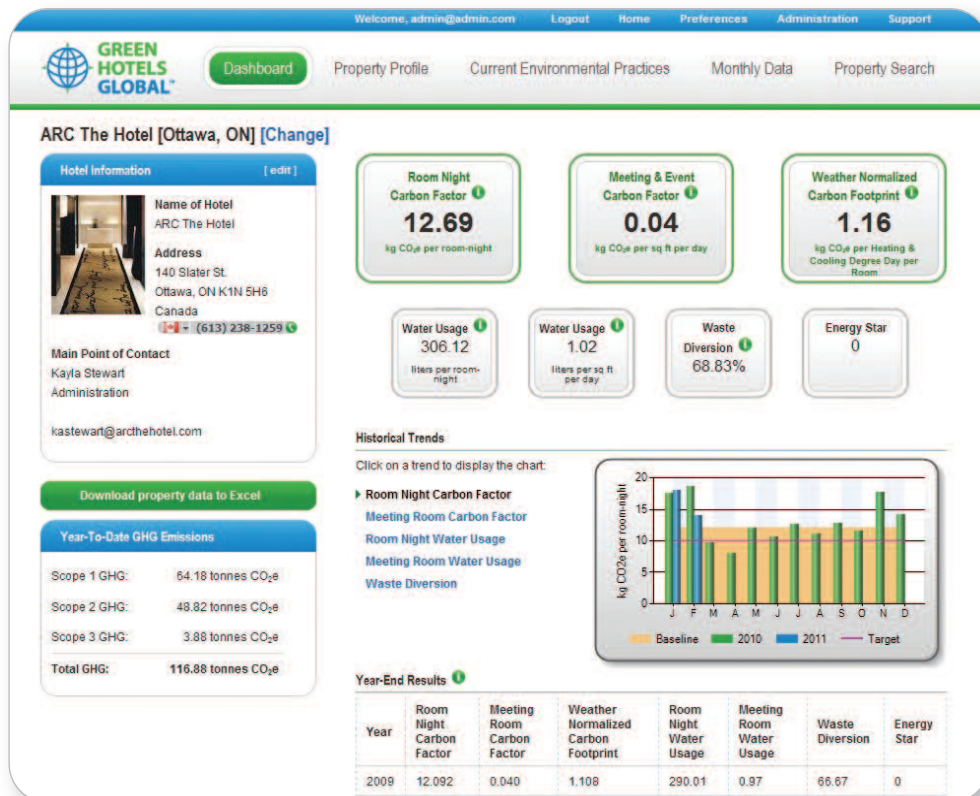 Welcome, admin@admin.com Logout Home Preferences Administration Support
GREEN
HOTELS
GLOBAL™
Dashboard Property Profile Current Environmental Practices Monthly Data Property Search
ARC The Hotel [Ottawa, ON] [Change]
Hotel Information [ edit ]
Name of Hotel
ARC The Hotel
Address
140 Slater St.
Ottawa, ON K1N 5H6
Canada
(613) 238-1259
Main Point of Contact
Kayla Stewart
Administration
kastewart@arcthehotel.com
Download property data to Excel
Year-To-Date GHG Emissions
Scope 1 GHG: 64.18 tonnes CO₂e
Scope 2 GHG: 48.82 tonnes CO₂e
Scope 3 GHG: 3.88 tonnes CO₂e
Total GHG: 116.88 tonnes CO₂e
Room Night
Carbon Factor
12.69
kg CO₂e per room-night
Meeting & Event
Carbon Factor
0.04
kg CO₂e per sq ft per day
Weather Normalized
Carbon Footprint
1.16
kg CO₂e per Heating &
Cooling Degree Day per
Room
Water Usage
306.12
liters per room-
night
Water Usage
1.02
liters per sq ft
per day
Waste
Diversion
68.83%
Energy Star
0
Historical Trends
Click on a trend to display the chart:
Room Night Carbon Factor
Meeting Room Carbon Factor
Room Night Water Usage
Meeting Room Water Usage
Waste Diversion
kg CO2e per room-night
20
15
10
5
0
J F M A M J J A S O N D
Baseline 2010 2011 Target
Year-End Results
Year
Room
Night
Carbon
Factor
Meeting
Room
Carbon
Factor
Weather
Normalized
Carbon
Footprint
Room
Night
Water
Usage
Meeting
Room
Water
Usage
Waste
Diversion
Energy
Star
2009 12.092 0.040 1.108 290.01 0.97 66.67 0